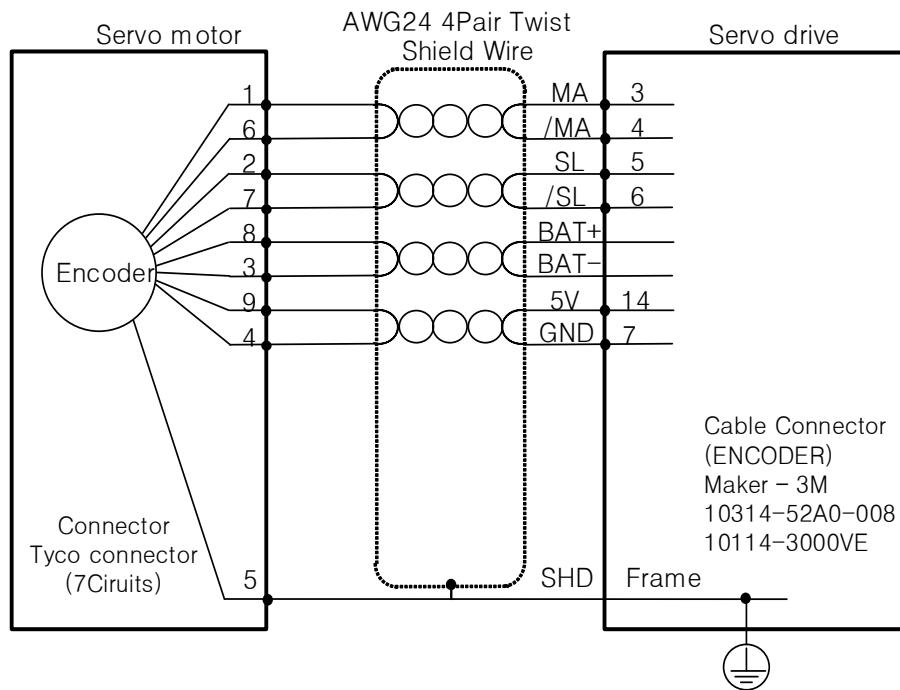 AWG24 4Pair Twist
Shield Wire
Servo motor
Servo drive
1 MA 3
6 /MA 4
2 SL 5
7 /SL 6
8 BAT+
3 BAT-
9 5V 14
4 GND 7
Encoder
Cable Connector
(ENCODER)
Maker - 3M
10314-52A0-008
10114-3000VE
Connector
Tyco connector
(7Ciruits)
5 SHD Frame